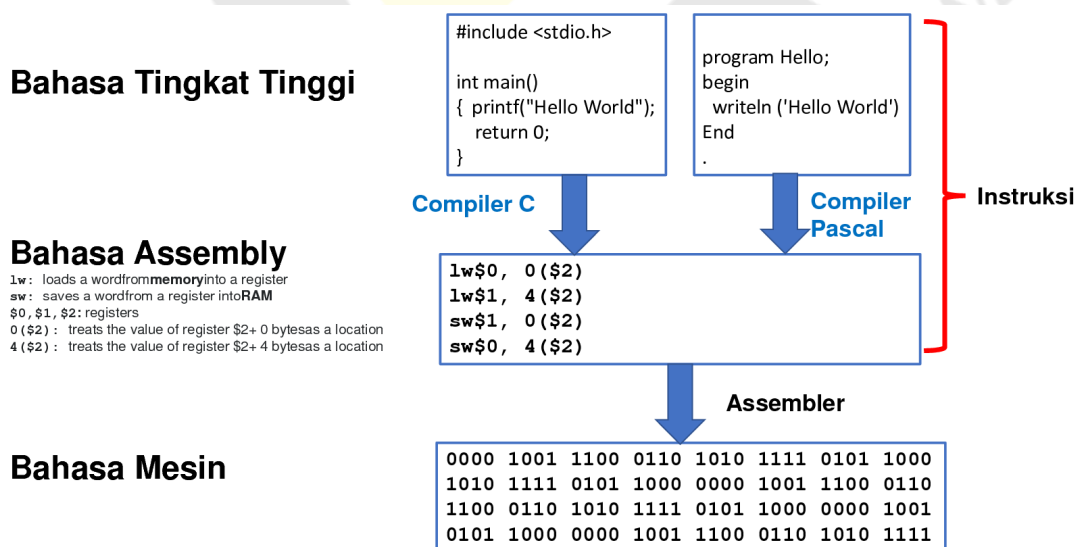 Bahasa Tingkat Tinggi
#include <stdio.h>
int main()
{ printf("Hello World");
return 0;
}
program Hello;
begin
writeln ('Hello World')
End
.
Compiler C
Compiler
Pascal
Instruksi
Bahasa Assembly
lw: loads a wordfrommemoryinto a register
sw: saves a wordfrom a register intoRAM
$0,$1,$2: registers
0($2): treats the value of register $2+ 0 bytesas a location
4($2): treats the value of register $2+ 4 bytesas a location
lw$0, 0($2)
lw$1, 4($2)
sw$1, 0($2)
sw$0, 4($2)
Assembler
Bahasa Mesin
0000 1001 1100 0110 1010 1111 0101 1000
1010 1111 0101 1000 0000 1001 1100 0110
1100 0110 1010 1111 0101 1000 0000 1001
0101 1000 0000 1001 1100 0110 1010 1111